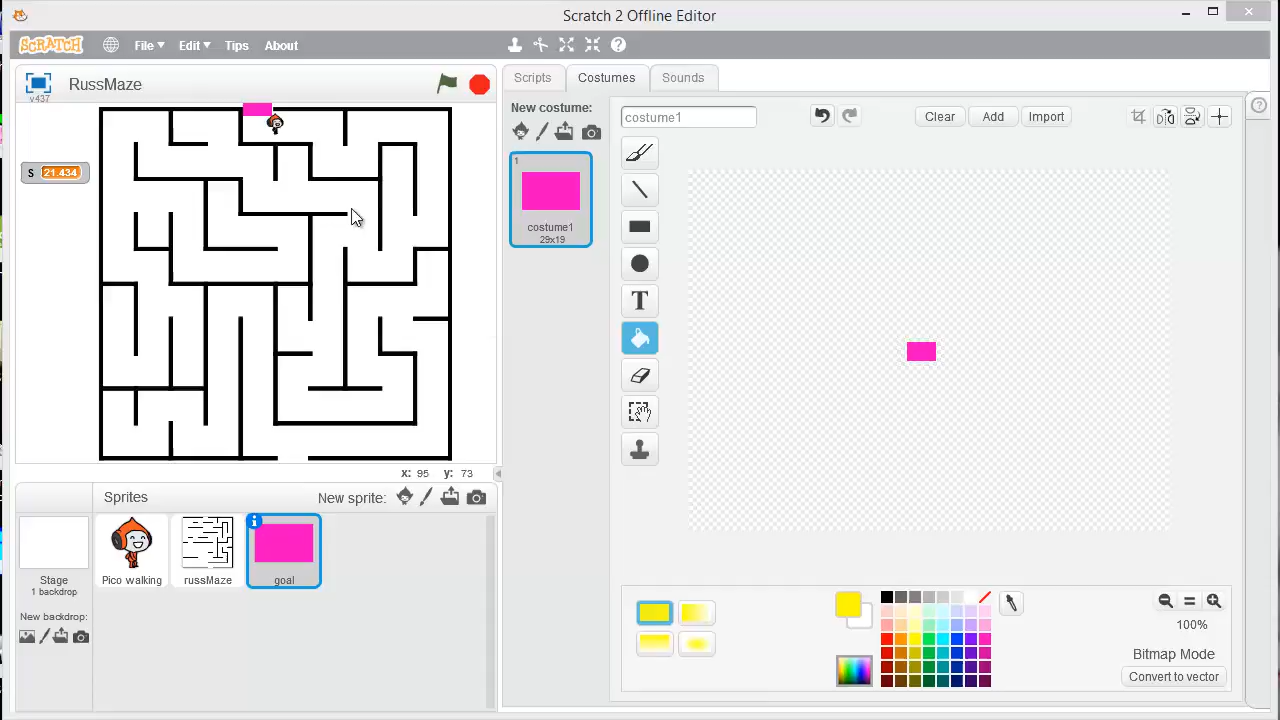 Scratch 2 Offline Editor
SCRATCH
File
Edit
Tips
About
v437
RussMaze
S 21.434
x: 95 y: 73
Sprites
New sprite:
Stage
1 backdrop
New backdrop:
Pico walking
russMaze
goal
Scripts
Costumes
Sounds
New costume:
costume1
Clear
Add
Import
1
costume1
29x19
T
100%
Bitmap Mode
Convert to vector